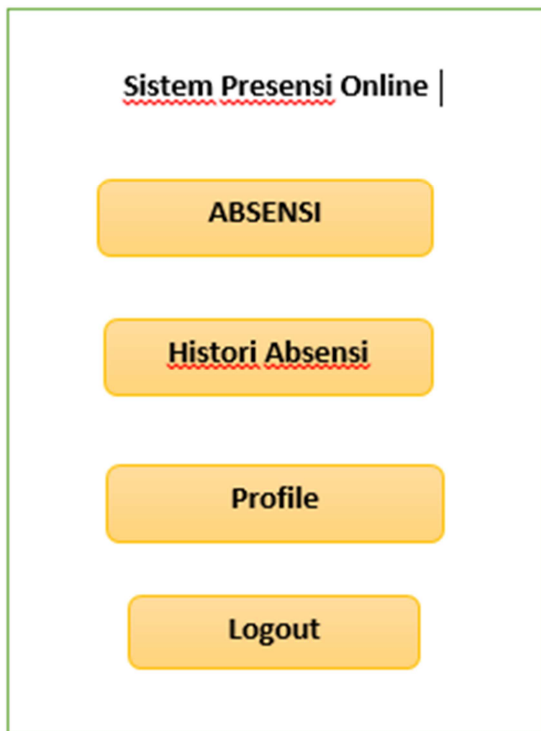 Sistem Presensi Online
ABSENSI
Histori Absensi
Profile
Logout